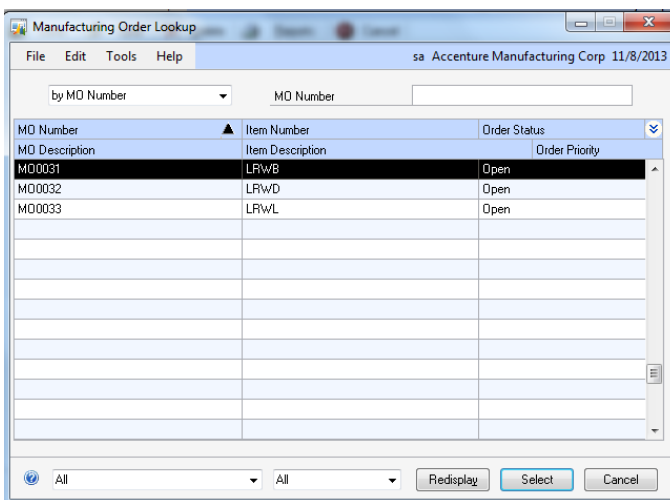 Manufacturing Order Lookup
File Edit Tools Help sa Accenture Manufacturing Corp 11/8/2013
by MO Number MO Number
MO Number Item Number Order Status
MO Description Item Description Order Priority
MO0031 LRWB Open
MO0032 LRWD Open
MO0033 LRWL Open
All All Redisplay Select Cancel